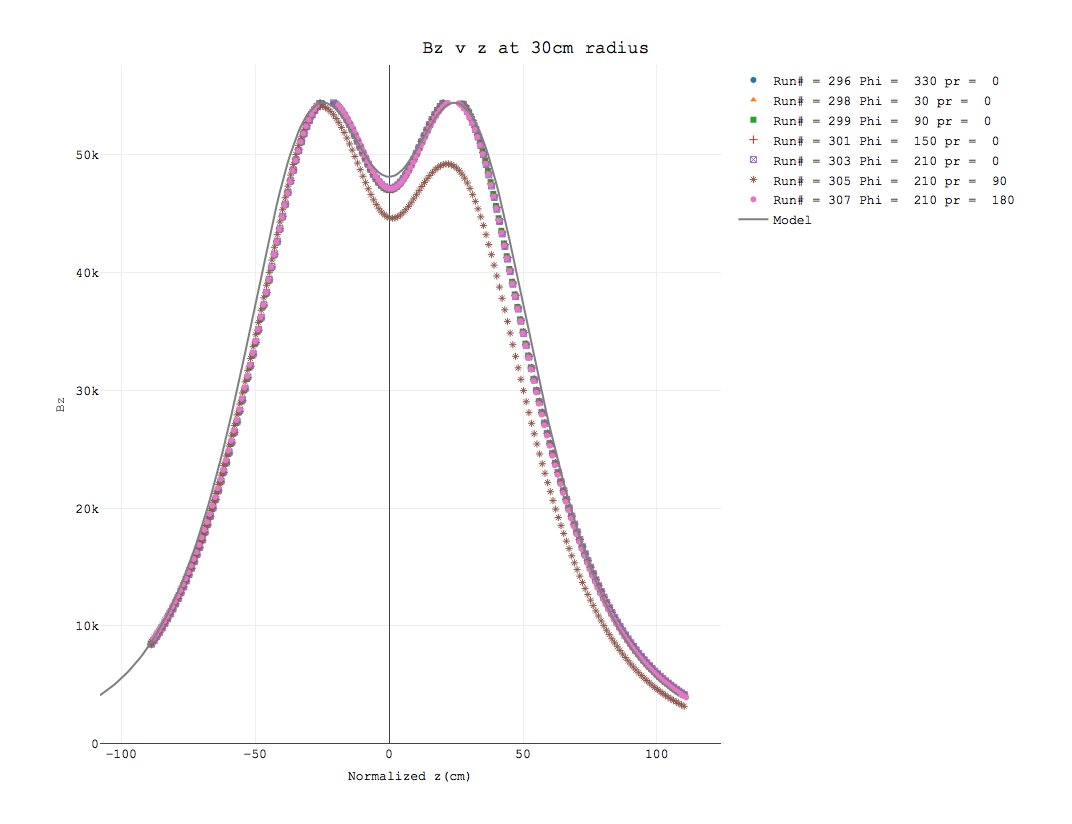 Bz v z at 30cm radius
Run# = 296 Phi = 330 pr = 0
Run# = 298 Phi = 30 pr = 0
Run# = 299 Phi = 90 pr = 0
Run# = 301 Phi = 150 pr = 0
Run# = 303 Phi = 210 pr = 0
Run# = 305 Phi = 210 pr = 90
Run# = 307 Phi = 210 pr = 180
Model
50k
40k
30k
Bz
20k
10k
0
−100 −50 0 50 100
Normalized z(cm)